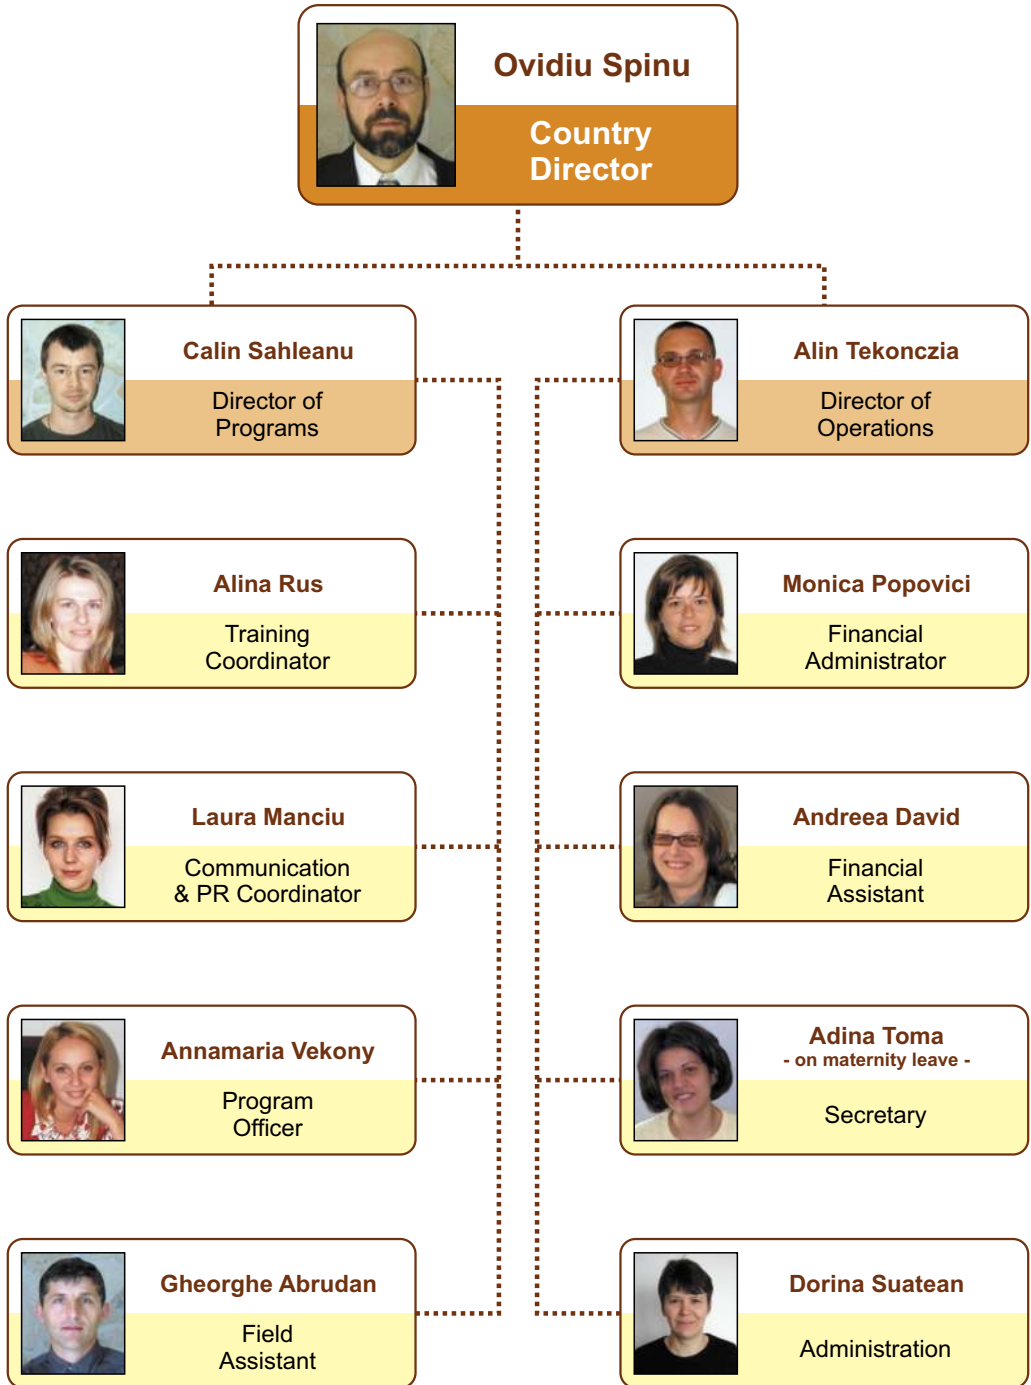 Ovidiu Spinu
Country
Director
Calin Sahleanu
Director of
Programs
Alin Tekonczia
Director of
Operations
Alina Rus
Training
Coordinator
Monica Popovici
Financial
Administrator
Laura Manciu
Communication
& PR Coordinator
Andreea David
Financial
Assistant
Annamaria Vekony
Program
Officer
Adina Toma
- on maternity leave -
Secretary
Gheorghe Abrudan
Field
Assistant
Dorina Suatean
Administration